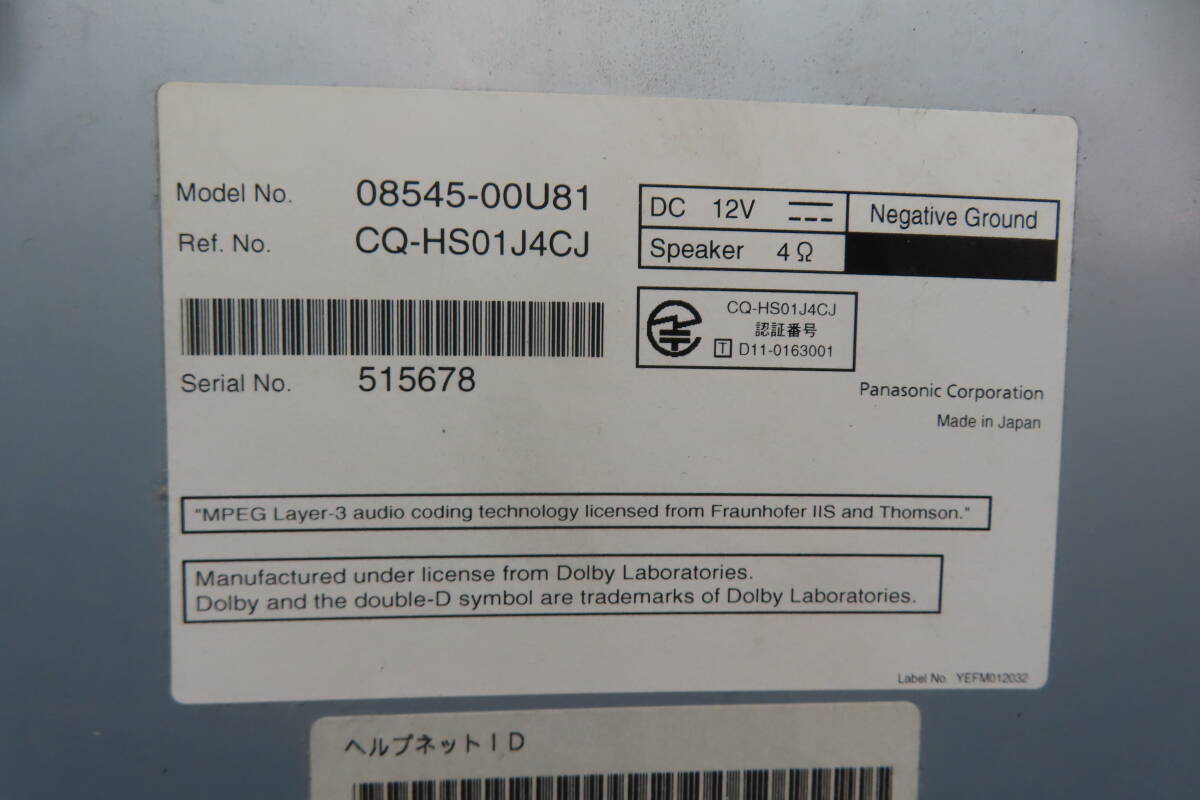 Model No. 08545-00U81
Ref. No. CQ-HS01J4CJ
Serial No. 515678
DC 12V
Negative Ground
Speaker 4Ω
CQ-HS01J4CJ
認証番号
T D11-0163001
Panasonic Corporation
Made in Japan
"MPEG Layer-3 audio coding technology licensed from Fraunhofer IIS and Thomson."
Manufactured under license from Dolby Laboratories.
Dolby and the double-D symbol are trademarks of Dolby Laboratories.
Label No. YEFM012032
ヘルプネットID